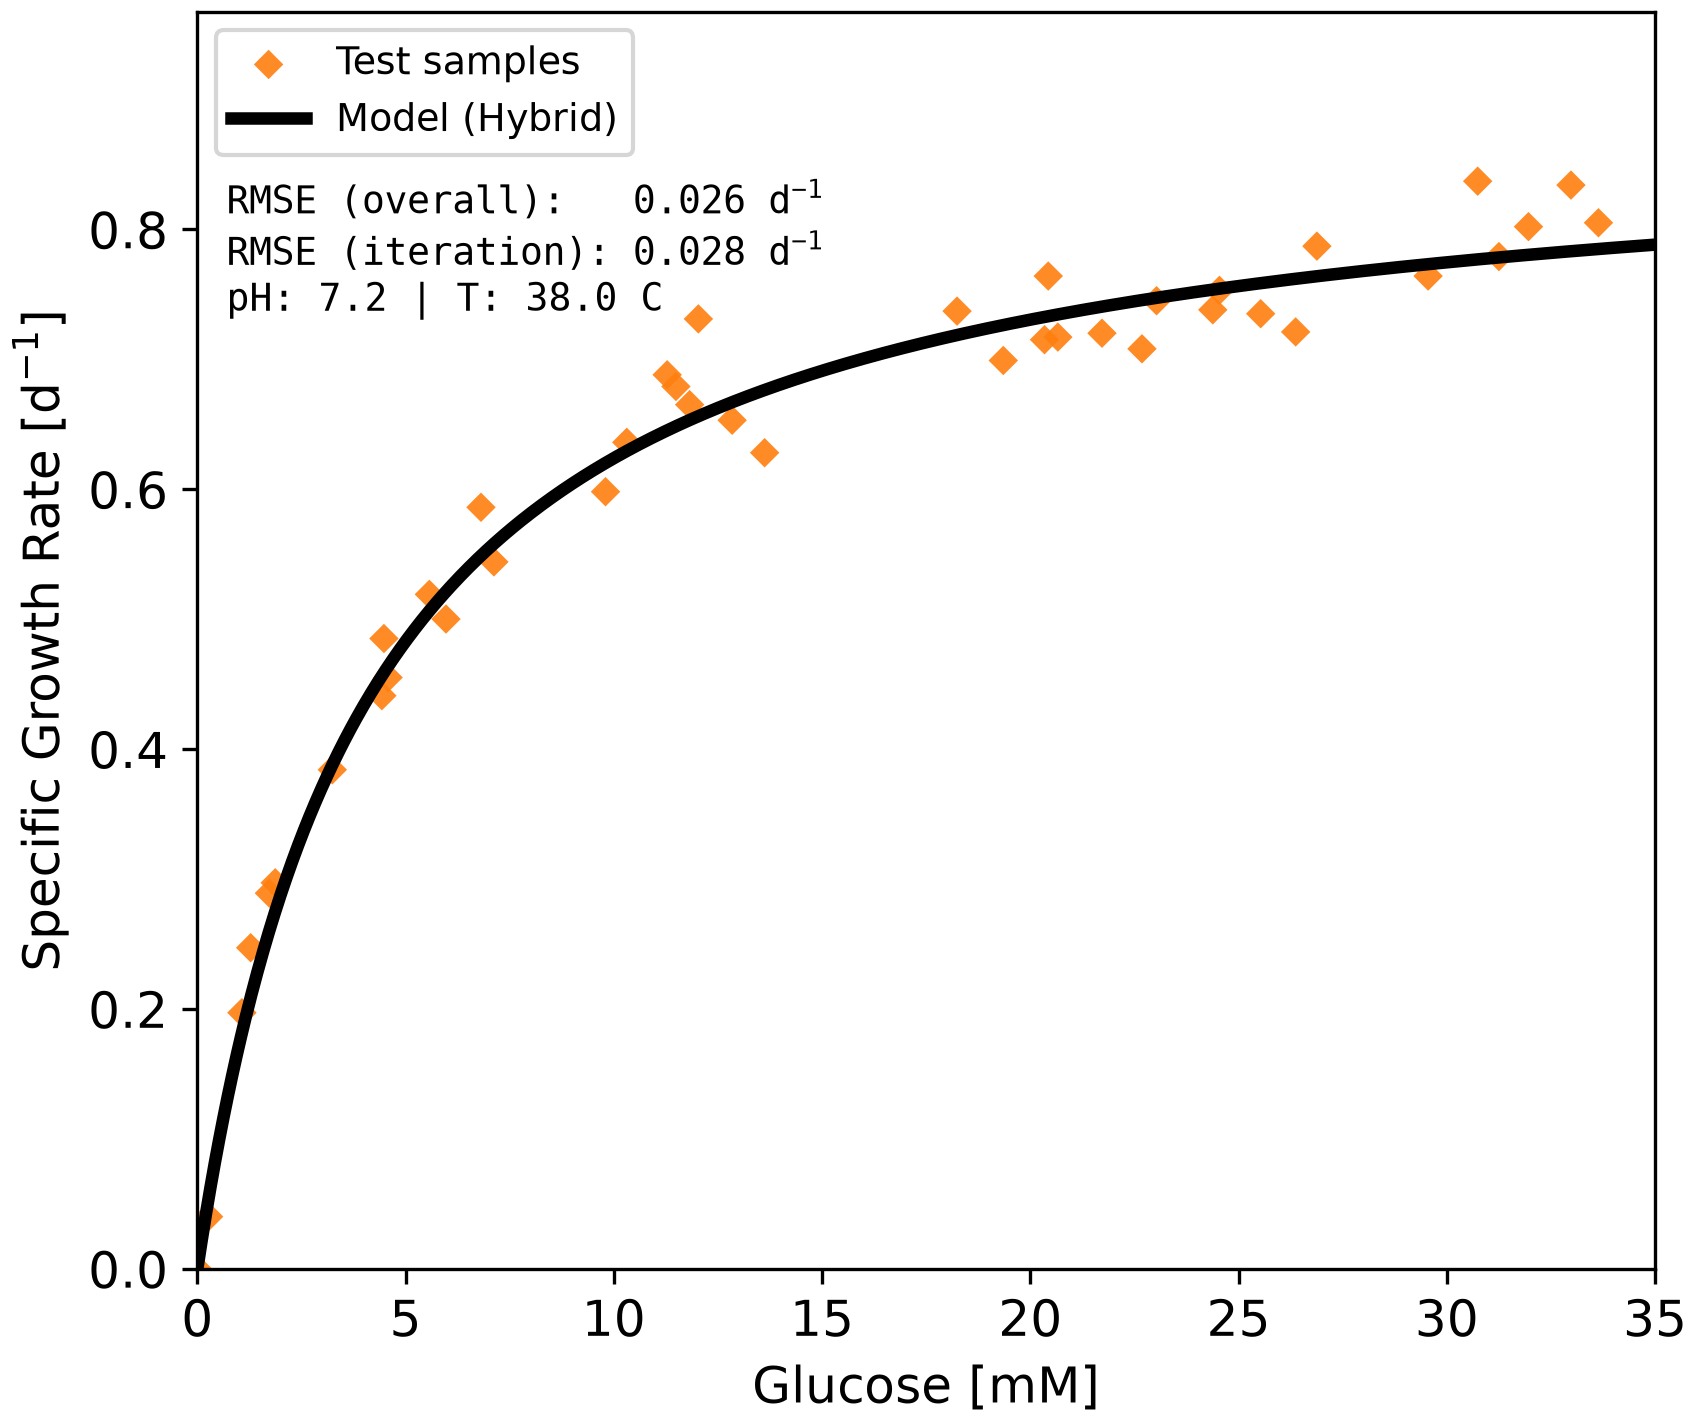 Test samples
Model (Hybrid)
RMSE (overall):   0.026 d⁻¹
RMSE (iteration): 0.028 d⁻¹
pH: 7.2 | T: 38.0 C
Specific Growth Rate [d⁻¹]
0.8
0.6
0.4
0.2
0.0
0 5 10 15 20 25 30 35
Glucose [mM]